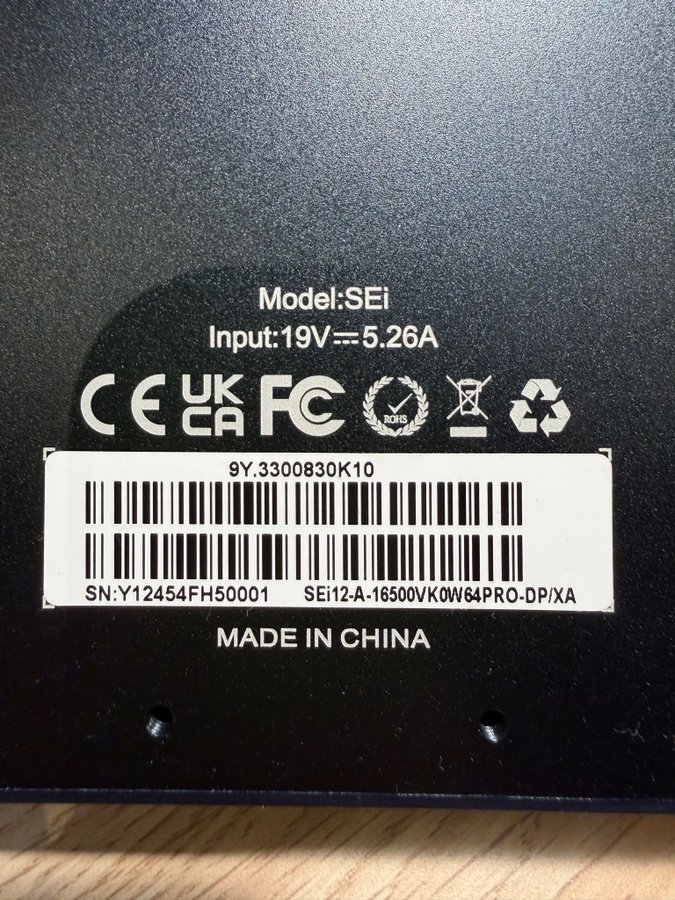 Model:SEi
Input:19V⎓5.26A
CE UK CA FC ROHS
9Y.3300830K10
SN:Y12454FH50001 SEi12-A-16500VK0W64PRO-DP/XA
MADE IN CHINA